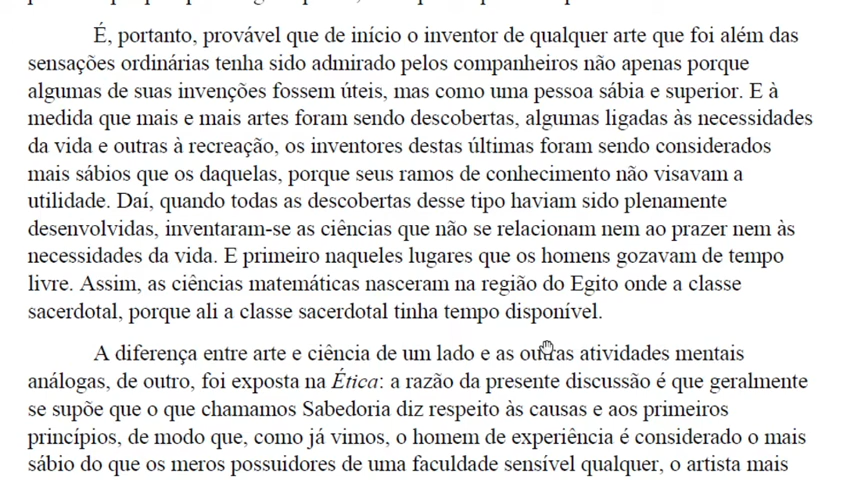 É, portanto, provável que de início o inventor de qualquer arte que foi além das
sensações ordinárias tenha sido admirado pelos companheiros não apenas porque
algumas de suas invenções fossem úteis, mas como uma pessoa sábia e superior. E à
medida que mais e mais artes foram sendo descobertas, algumas ligadas às necessidades
da vida e outras à recreação, os inventores destas últimas foram sendo considerados
mais sábios que os daquelas, porque seus ramos de conhecimento não visavam a
utilidade. Daí, quando todas as descobertas desse tipo haviam sido plenamente
desenvolvidas, inventaram-se as ciências que não se relacionam nem ao prazer nem às
necessidades da vida. E primeiro naqueles lugares que os homens gozavam de tempo
livre. Assim, as ciências matemáticas nasceram na região do Egito onde a classe
sacerdotal, porque ali a classe sacerdotal tinha tempo disponível.
A diferença entre arte e ciência de um lado e as outras atividades mentais
análogas, de outro, foi exposta na Ética: a razão da presente discussão é que geralmente
se supõe que o que chamamos Sabedoria diz respeito às causas e aos primeiros
princípios, de modo que, como já vimos, o homem de experiência é considerado o mais
sábio do que os meros possuidores de uma faculdade sensível qualquer, o artista mais